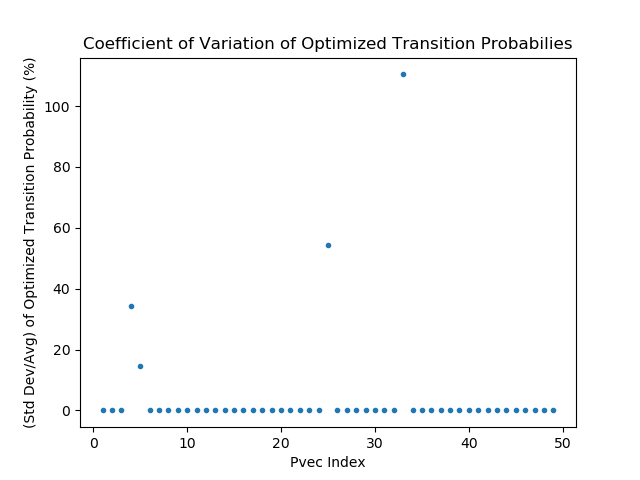 Coefficient of Variation of Optimized Transition Probabilies
(Std Dev/Avg) of Optimized Transition Probability (%)
100
80
60
40
20
0
0 10 20 30 40 50
Pvec Index